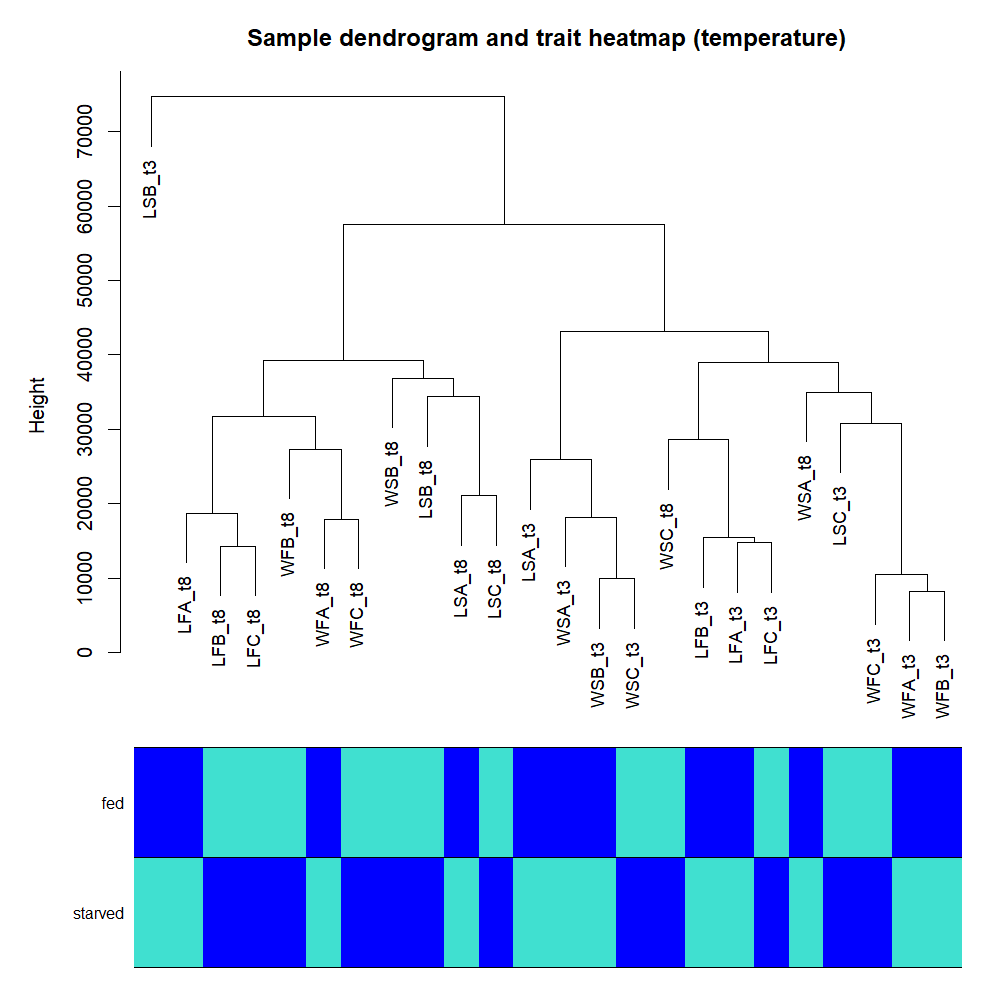 Sample dendrogram and trait heatmap (temperature)
Height
0
10000
20000
30000
40000
50000
60000
70000
LSB_t3
LFA_t8
LFB_t8
LFC_t8
WFB_t8
WFA_t8
WFC_t8
WSB_t8
LSB_t8
LSA_t8
LSC_t8
LSA_t3
WSA_t3
WSB_t3
WSC_t3
WSC_t8
LFB_t3
LFA_t3
LFC_t3
WSA_t8
LSC_t3
WFC_t3
WFA_t3
WFB_t3
fed
starved